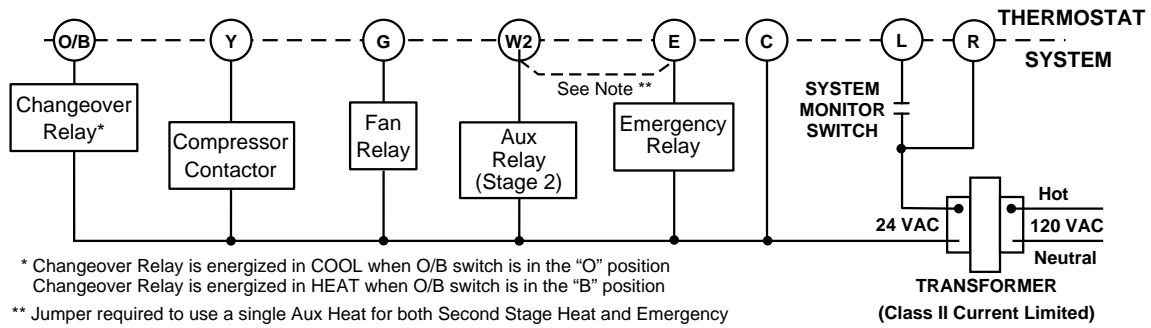 THERMOSTAT
O/B Y G W2 E C L R
SYSTEM
See Note **
SYSTEM
MONITOR
SWITCH
Changeover
Relay*
Compressor
Contactor
Fan
Relay
Aux
Relay
(Stage 2)
Emergency
Relay
24 VAC
Hot
120 VAC
Neutral
TRANSFORMER
(Class II Current Limited)
* Changeover Relay is energized in COOL when O/B switch is in the “O” position
Changeover Relay is energized in HEAT when O/B switch is in the “B” position
** Jumper required to use a single Aux Heat for both Second Stage Heat and Emergency